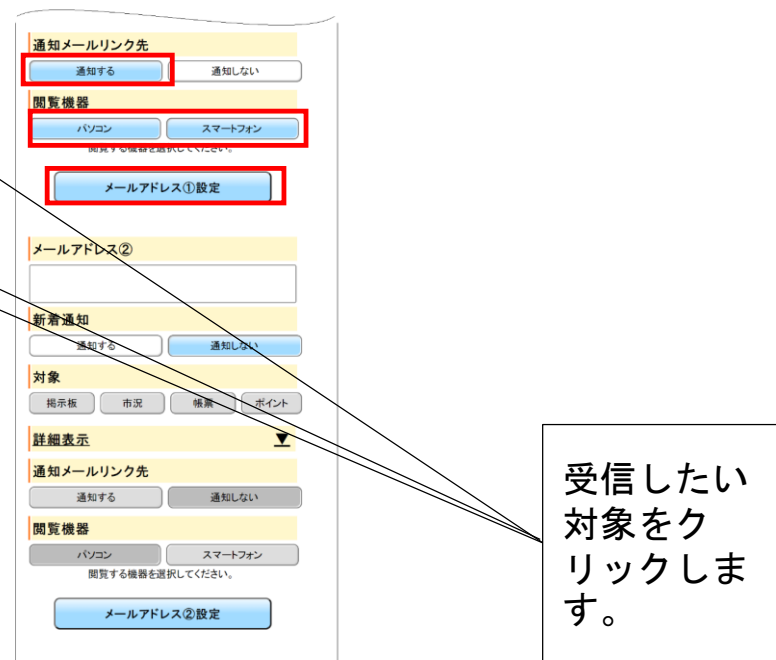 通知メールリンク先
通知する 通知しない
閲覧機器
パソコン スマートフォン
閲覧する機器を選択してください。
メールアドレス①設定
メールアドレス②
新着通知
通知する 通知しない
対象
掲示板 市況 帳票 ポイント
詳細表示 ▼
通知メールリンク先
通知する 通知しない
閲覧機器
パソコン スマートフォン
閲覧する機器を選択してください。
メールアドレス②設定
受信したい
対象をク
リックしま
す。